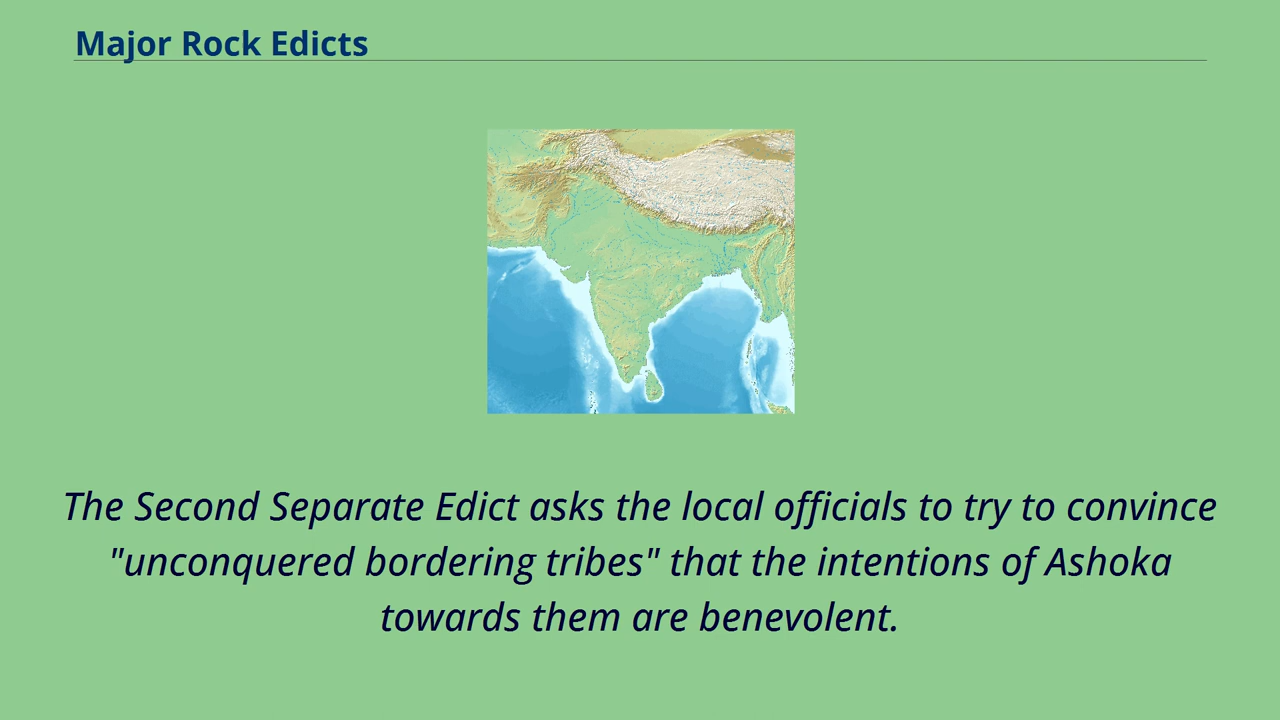 Major Rock Edicts
The Second Separate Edict asks the local officials to try to convince
"unconquered bordering tribes" that the intentions of Ashoka
towards them are benevolent.